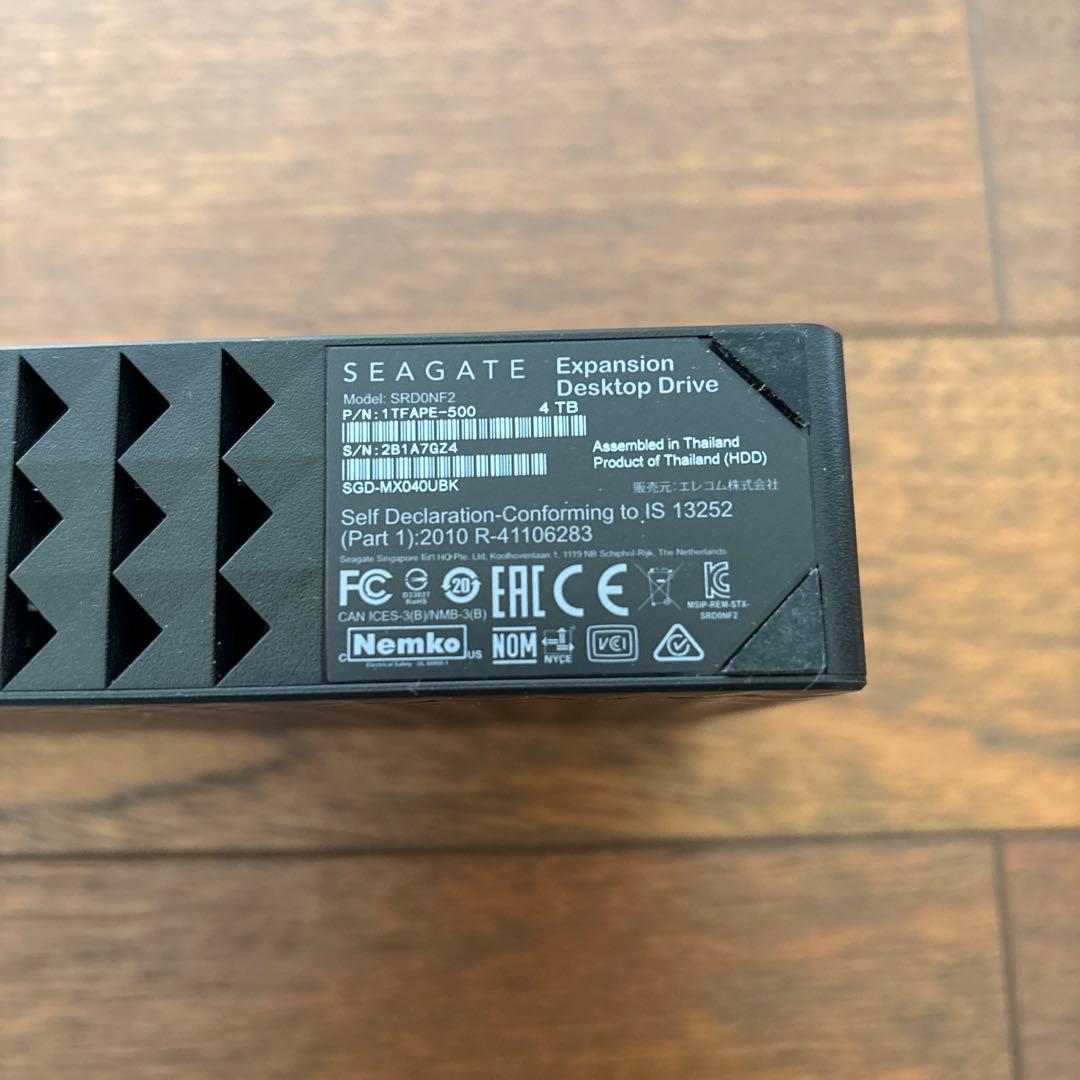 SEAGATE
Expansion
Desktop Drive
Model: SRD0NF2
P/N:1TFAPE-500 4 TB
S/N:2B1A7GZ4
Assembled in Thailand
Product of Thailand (HDD)
SGD-MX040UBK
販売元:エレコム株式会社
Self Declaration-Conforming to IS 13252
(Part 1):2010 R-41106283
Seagate Singapore Int'l HQ Pte. Ltd. Koolhovenlaan 1, 1119 NB Schiphol-Rijk, The Netherlands
FC
D33027
RoHS
20
EAC
CE
CAN ICES-3(B)/NMB-3(B)
MSIP-REM-STX-
SRD0NF2
c Nemko us
NOM
NYCE
VCCI